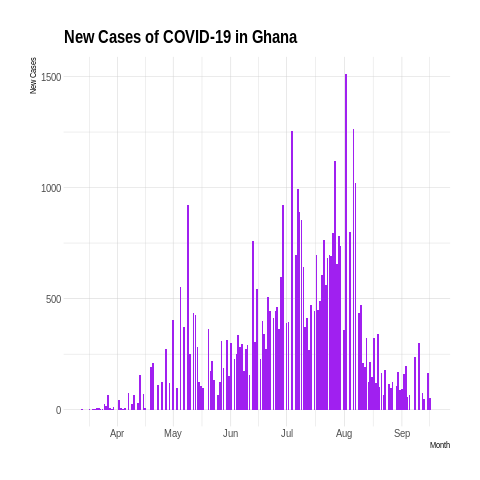 New Cases of COVID-19 in Ghana
New Cases
1500
1000
500
0
Apr May Jun Jul Aug Sep
Month